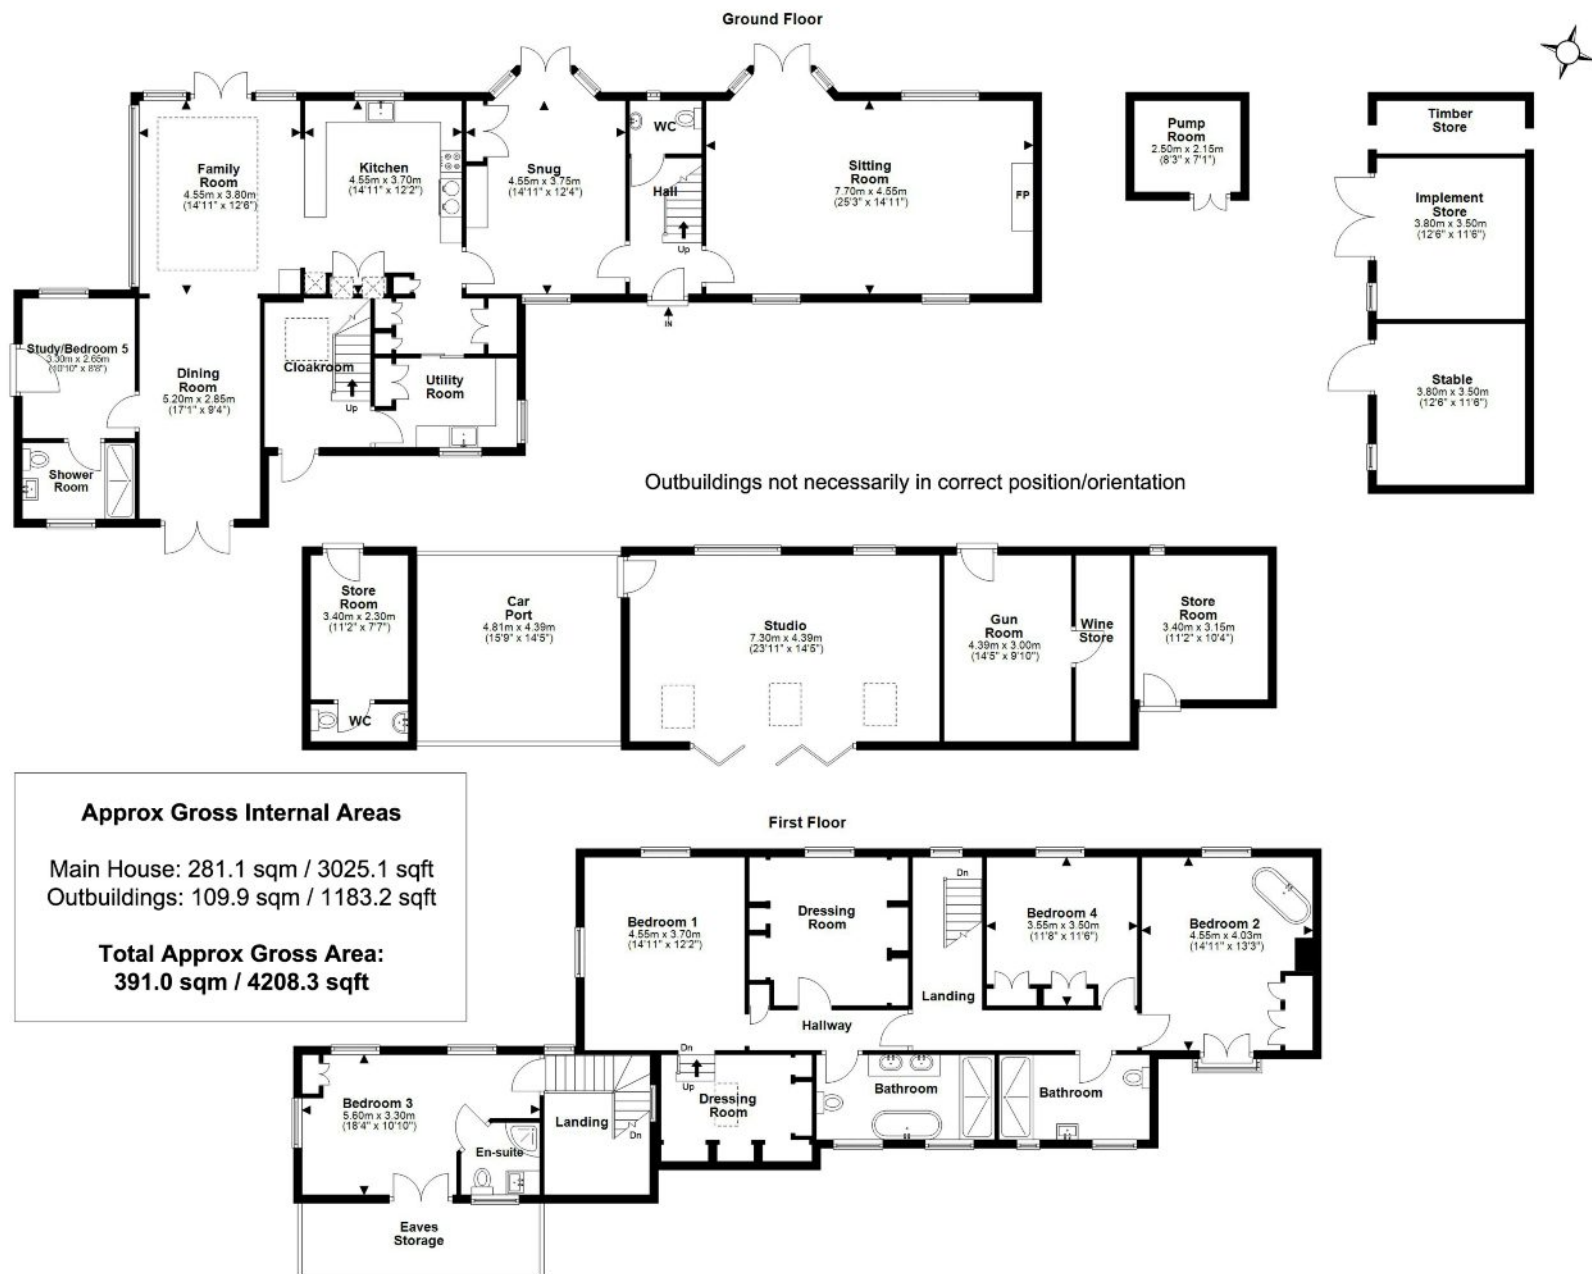 Ground Floor
Family
Room
4.55m x 3.80m
(14'11" x 12'6")
Kitchen
4.55m x 3.70m
(14'11" x 12'2")
Snug
4.55m x 3.75m
(14'11" x 12'4")
WC
Hall
Up
IN
Sitting
Room
7.70m x 4.55m
(25'3" x 14'11")
FP
Pump
Room
2.50m x 2.15m
(8'3" x 7'1")
Timber
Store
Implement
Store
3.80m x 3.50m
(12'6" x 11'6")
Stable
3.80m x 3.50m
(12'6" x 11'6")
Study/Bedroom 5
3.30m x 2.65m
(10'10" x 8'8")
Dining
Room
5.20m x 2.85m
(17'1" x 9'4")
Cloakroom
Up
Utility
Room
Shower
Room
Outbuildings not necessarily in correct position/orientation
Store
Room
3.40m x 2.30m
(11'2" x 7'7")
WC
Car
Port
4.81m x 4.39m
(15'9" x 14'5")
Studio
7.30m x 4.39m
(23'11" x 14'5")
Gun
Room
4.39m x 3.00m
(14'5" x 9'10")
Wine
Store
Store
Room
3.40m x 3.15m
(11'2" x 10'4")
Approx Gross Internal Areas
Main House: 281.1 sqm / 3025.1 sqft
Outbuildings: 109.9 sqm / 1183.2 sqft
Total Approx Gross Area:
391.0 sqm / 4208.3 sqft
First Floor
Bedroom 1
4.55m x 3.70m
(14'11" x 12'2")
Dressing
Room
Dn
Landing
Bedroom 4
3.55m x 3.50m
(11'8" x 11'6")
Bedroom 2
4.55m x 4.03m
(14'11" x 13'3")
Hallway
Dn
Up
Dressing
Room
Bathroom
Bathroom
Bedroom 3
5.60m x 3.30m
(18'4" x 10'10")
En-suite
Landing
Dn
Eaves
Storage